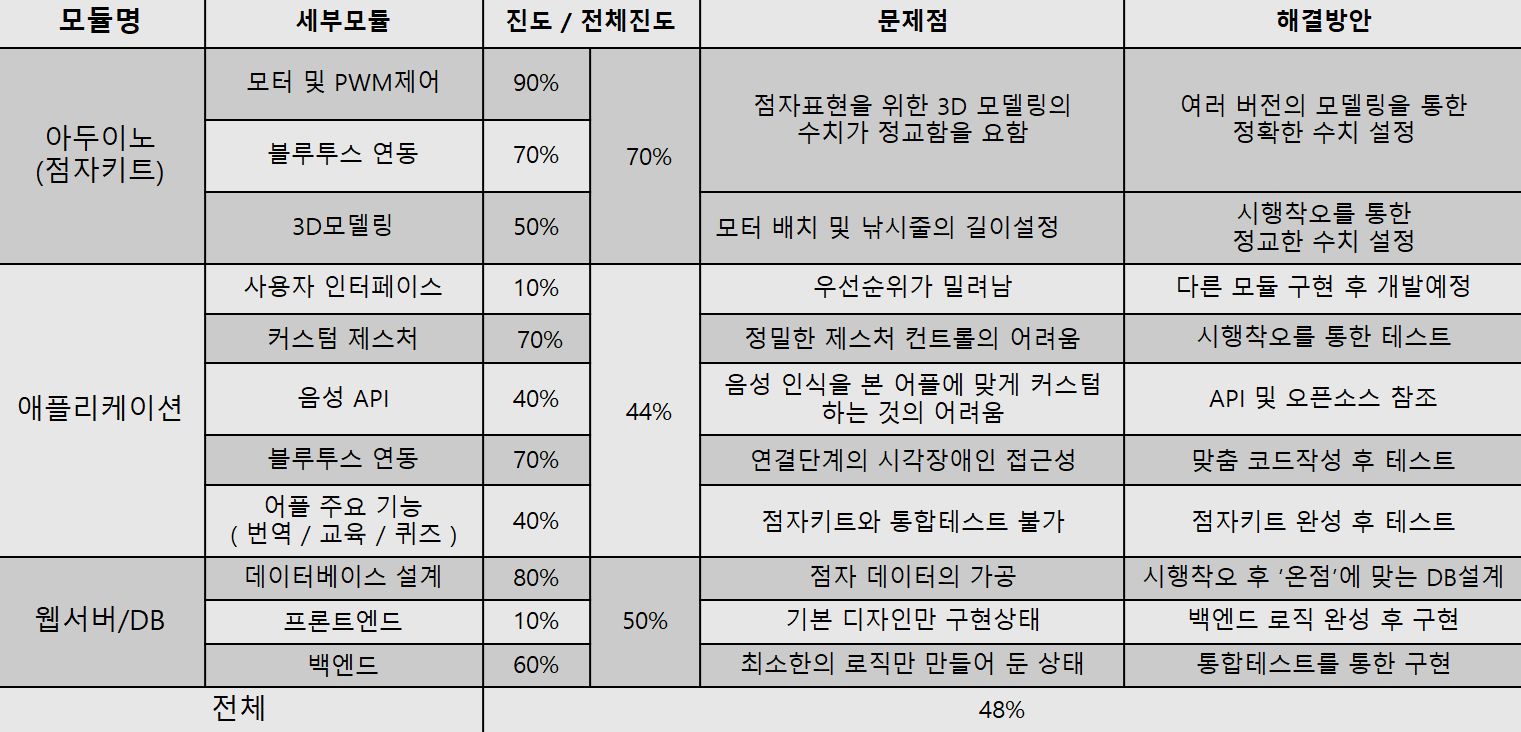 모듈명 세부모듈 진도 / 전체진도 문제점 해결방안
아두이노
(점자키트)
모터 및 PWM제어 90%
블루투스 연동 70%
3D모델링 50%
70%
점자표현을 위한 3D 모델링의
수치가 정교함을 요함
여러 버전의 모델링을 통한
정확한 수치 설정
모터 배치 및 낚시줄의 길이설정
시행착오를 통한
정교한 수치 설정
애플리케이션
44%
사용자 인터페이스 10% 우선순위가 밀려남 다른 모듈 구현 후 개발예정
커스텀 제스처 70% 정밀한 제스처 컨트롤의 어려움 시행착오를 통한 테스트
음성 API 40%
음성 인식을 본 어플에 맞게 커스텀
하는 것의 어려움
API 및 오픈소스 참조
블루투스 연동 70% 연결단계의 시각장애인 접근성 맞춤 코드작성 후 테스트
어플 주요 기능
( 번역 / 교육 / 퀴즈 )
40% 점자키트와 통합테스트 불가 점자키트 완성 후 테스트
웹서버/DB
50%
데이터베이스 설계 80% 점자 데이터의 가공 시행착오 후 ‘온점’에 맞는 DB설계
프론트엔드 10% 기본 디자인만 구현상태 백엔드 로직 완성 후 구현
백엔드 60% 최소한의 로직만 만들어 둔 상태 통합테스트를 통한 구현
전체 48%